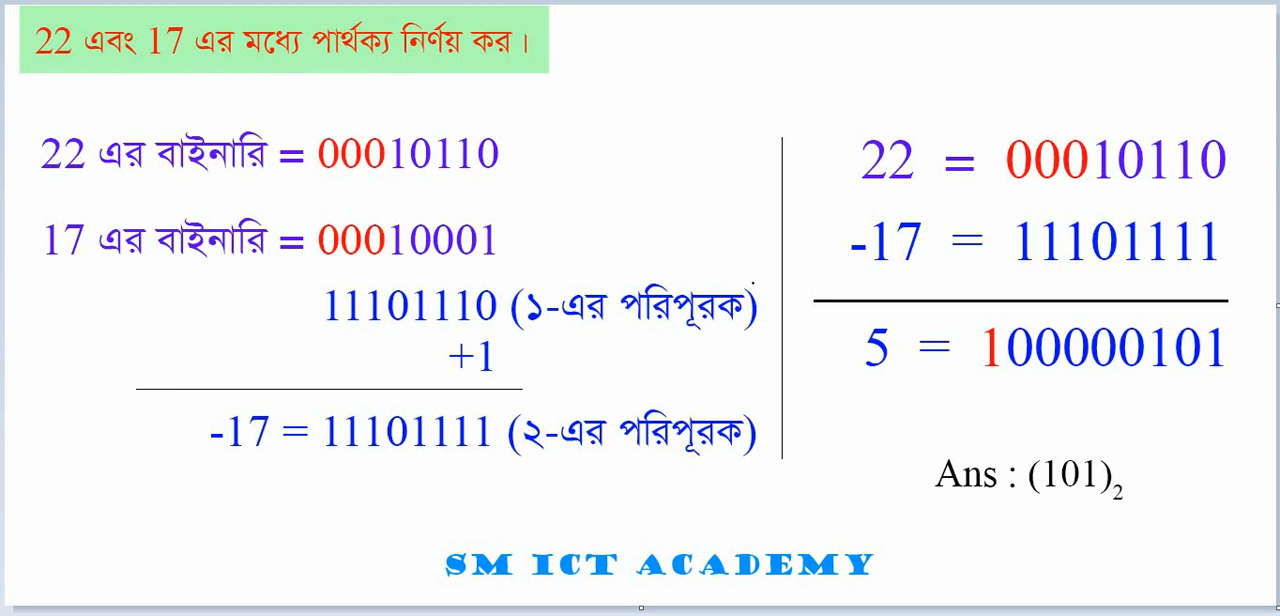 22 এবং 17 এর মধ্যে পার্থক্য নির্ণয় কর।
22 এর বাইনারি = 00010110
17 এর বাইনারি = 00010001
11101110 (১-এর পরিপূরক)
+1
-17 = 11101111 (২-এর পরিপূরক)
22 = 00010110
-17 = 11101111
5 = 100000101
Ans : (101)₂
SM ICT ACADEMY